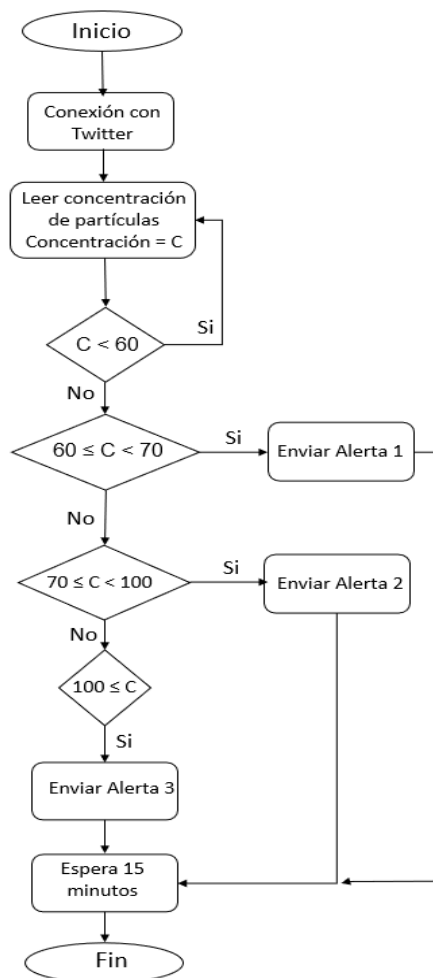 Inicio
Conexión con
Twitter
Leer concentración
de partículas
Concentración = C
C < 60
Si
No
60 ≤ C < 70
Si
Enviar Alerta 1
No
70 ≤ C < 100
Si
Enviar Alerta 2
No
100 ≤ C
Si
Enviar Alerta 3
Espera 15
minutos
Fin